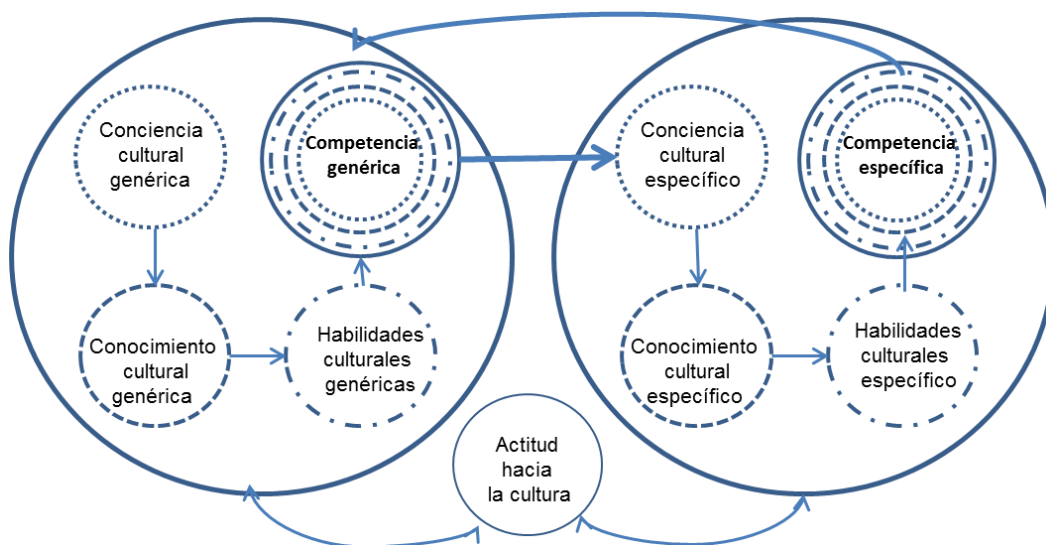 Conciencia
cultural
genérica
Competencia
genérica
Conocimiento
cultural
genérica
Habilidades
culturales
genéricas
Conciencia
cultural
específico
Competencia
específica
Conocimiento
cultural
específico
Habilidades
culturales
específico
Actitud
hacia
la cultura